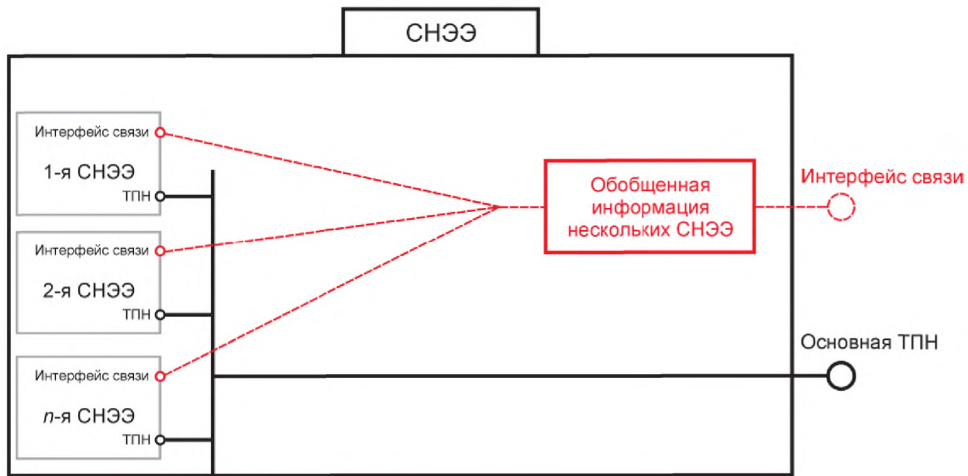 СНЭЭ
Интерфейс связи
1-я СНЭЭ
ТПН
Обобщенная
информация
нескольких СНЭЭ
Интерфейс связи
Интерфейс связи
2-я СНЭЭ
ТПН
Основная ТПН
Интерфейс связи
n-я СНЭЭ
ТПН